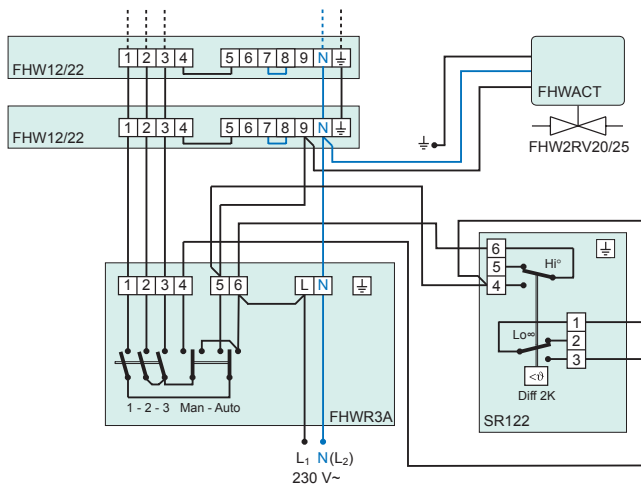 1 2 3 4 5 6 7 8 9 N
FHW12/22
FHWACT
1 2 3 4 5 6 7 8 9 N
FHW12/22
FHW2RV20/25
6
5
4
Hi°
1 2 3 4 5 6 L N
1
2
3
Lo∞
<ϑ
Diff 2K
1 - 2 - 3 Man - Auto
FHWR3A
SR122
L₁ N (L₂)
230 V~